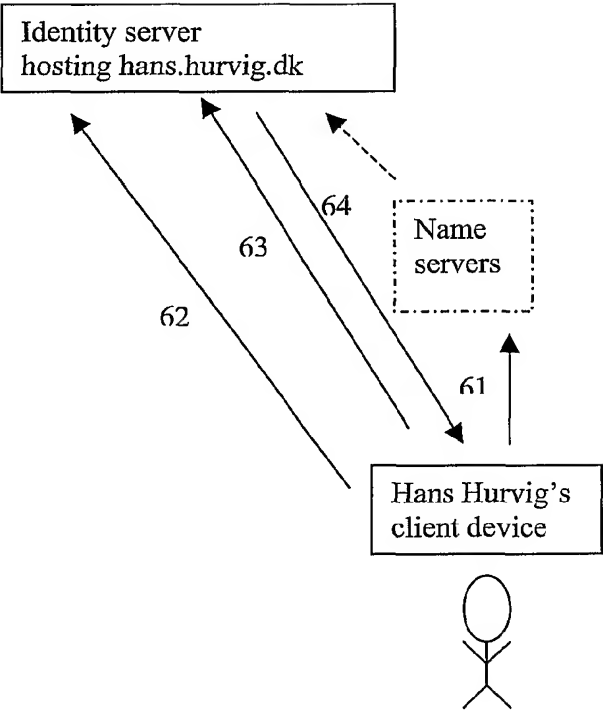 Identity server
hosting hans.hurvig.dk
64
Name
servers
63
62
61
Hans Hurvig's
client device